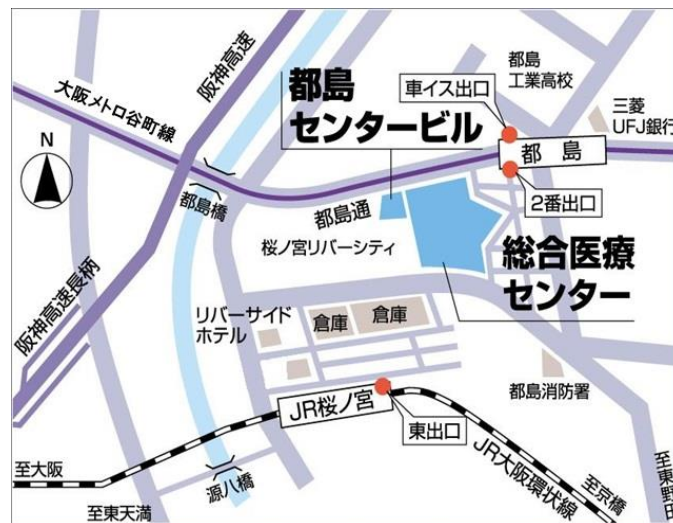 阪神高速
大阪メトロ谷町線
都島
センタービル
都島
工業高校
車イス出口
三菱
UFJ銀行
都島
N
都島橋
都島通
2番出口
桜ノ宮リバーシティ
総合医療
センター
阪神高速長柄
リバーサイド
ホテル
倉庫
倉庫
都島消防署
JR桜ノ宮
東出口
JR大阪環状線
至大阪
源八橋
至東天満
至京橋
至東野田